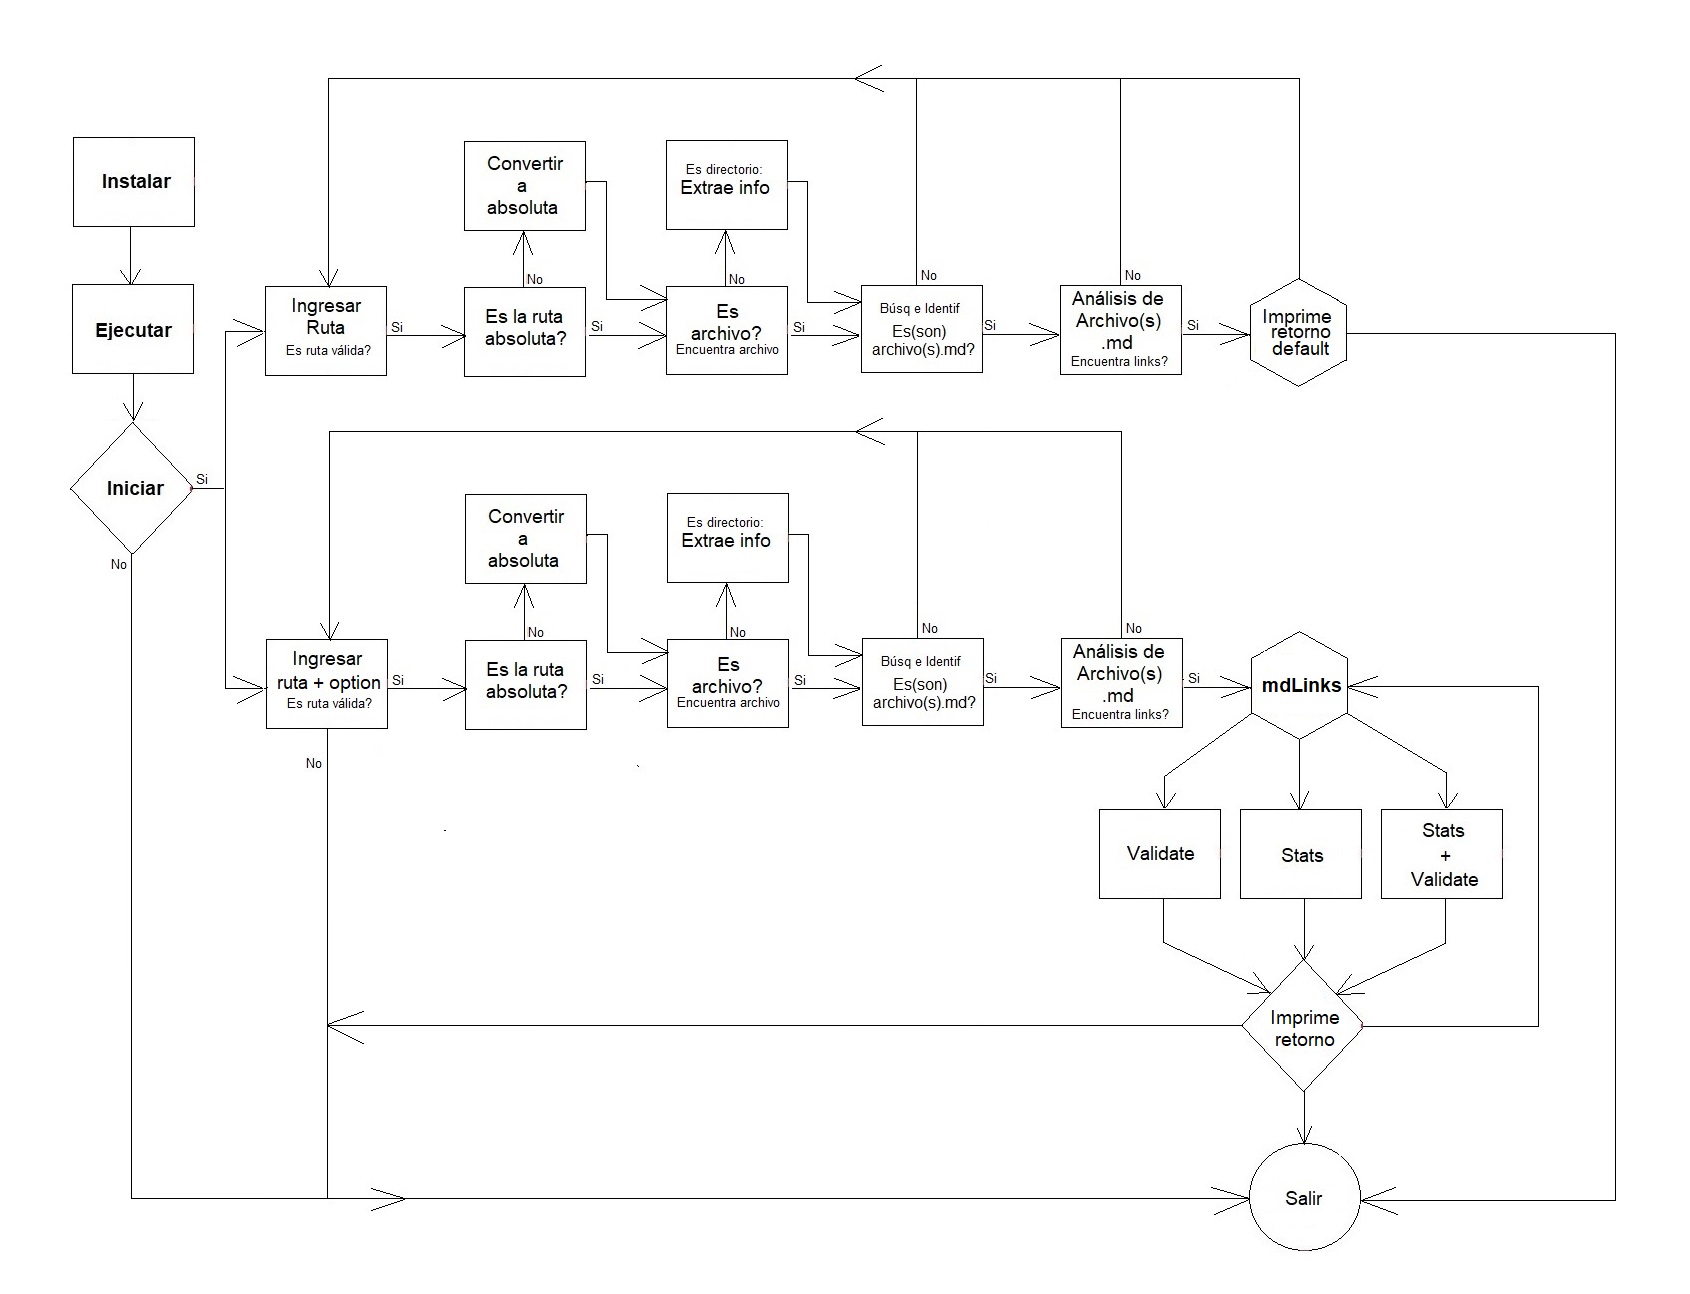 Instalar
Ejecutar
Iniciar
Si
No
Convertir
a
absoluta
Es directorio:
Extrae info
No
No
No
No
Ingresar
Ruta
Es ruta válida?
Si
Es la ruta
absoluta?
Si
Es
archivo?
Encuentra archivo
Si
Búsq e Identif
Es(son)
archivo(s).md?
Si
Análisis de
Archivo(s)
.md
Encuentra links?
Si
Imprime
retorno
default
Convertir
a
absoluta
Es directorio:
Extrae info
No
No
No
No
Ingresar
ruta + option
Es ruta válida?
Si
No
Es la ruta
absoluta?
Si
Es
archivo?
Encuentra archivo
Si
Búsq e Identif
Es(son)
archivo(s).md?
Si
Análisis de
Archivo(s)
.md
Encuentra links?
Si
mdLinks
Validate
Stats
Stats
+
Validate
Imprime
retorno
Salir